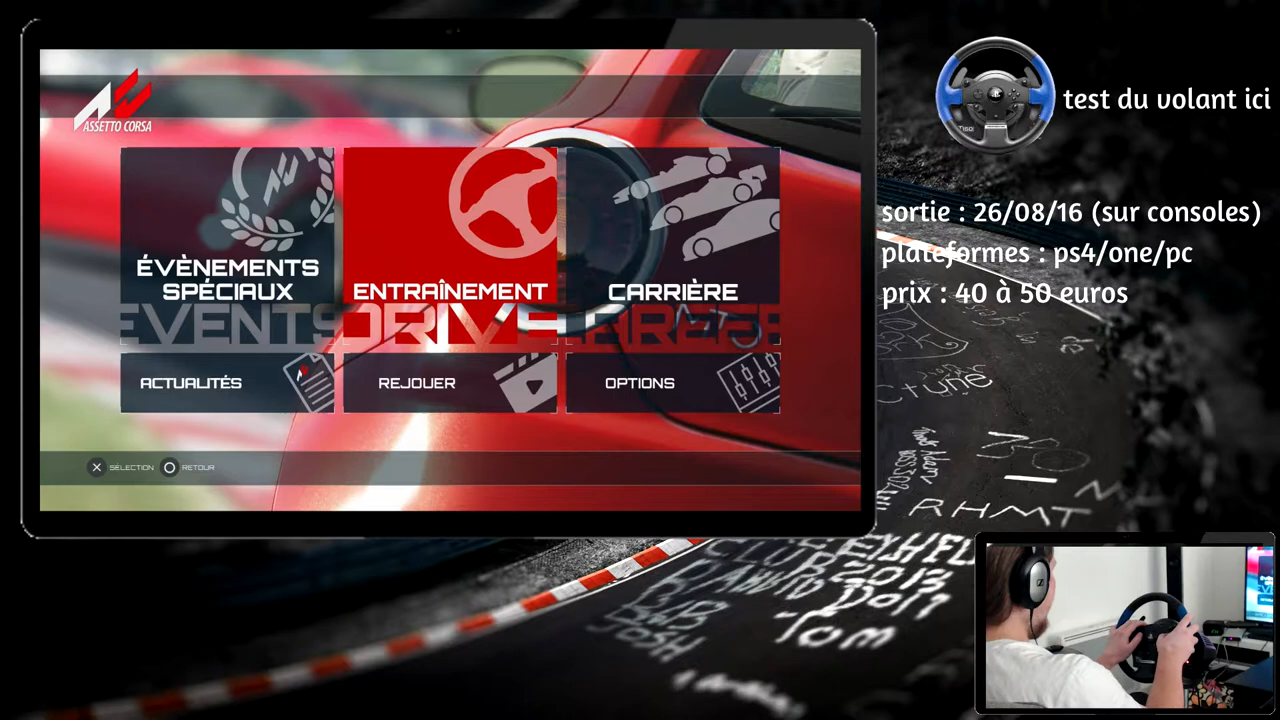 ASSETTO CORSA
test du volant ici
ÉVÈNEMENTS
SPÉCIAUX
EVENTS
ENTRAÎNEMENT
DRIVE
CARRIÈRE
CAREER
ACTUALITÉS
REJOUER
OPTIONS
SÉLECTION
RETOUR
sortie : 26/08/16 (sur consoles)
plateformes : ps4/one/pc
prix : 40 à 50 euros
RHMT
CLUB 2013
JOSH
Tom